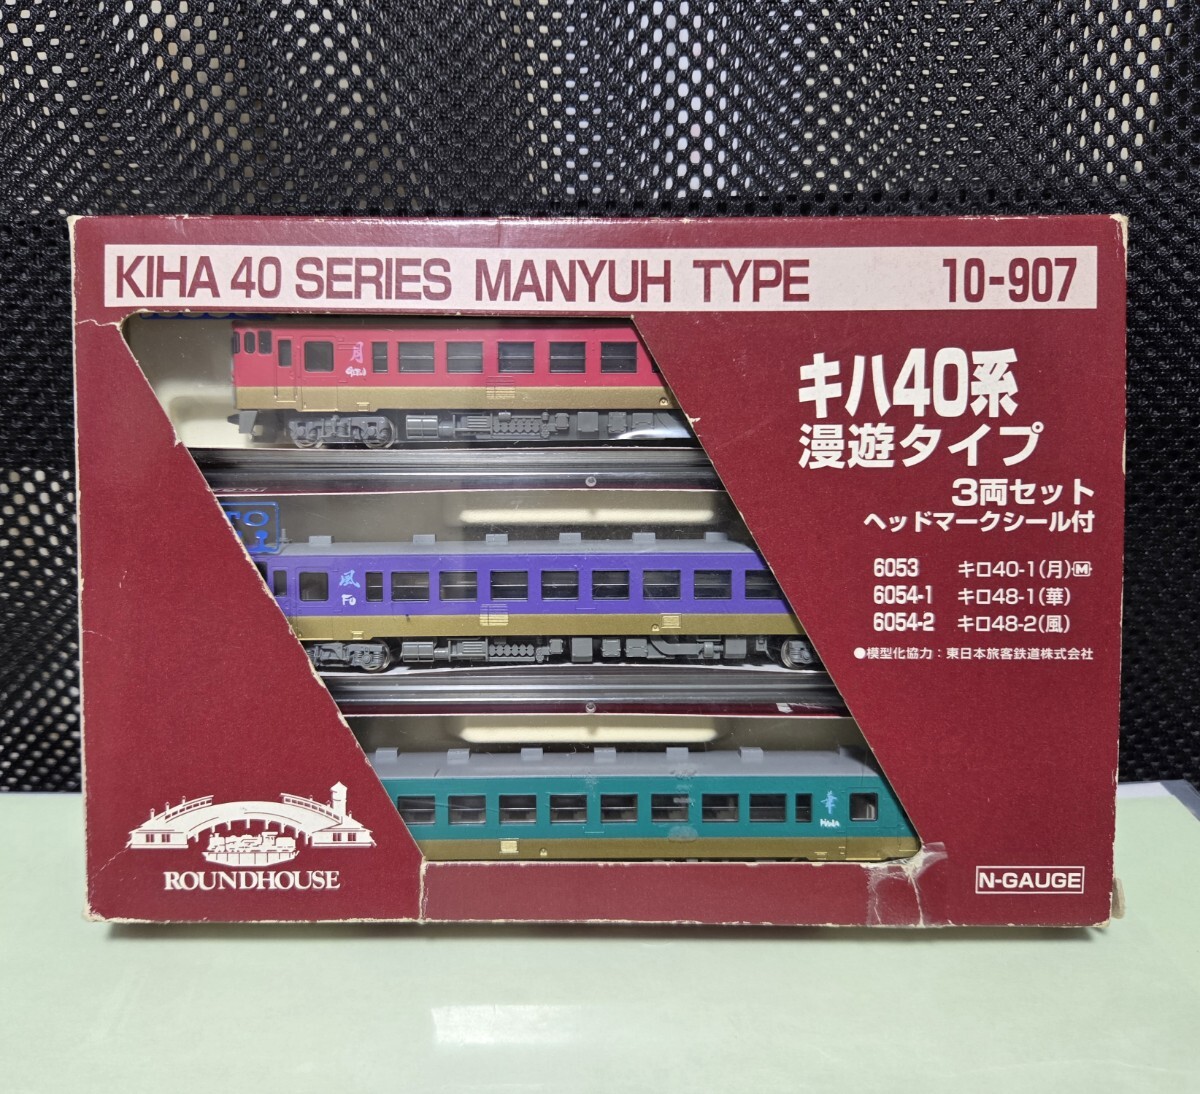 KIHA 40 SERIES MANYUH TYPE 10-907
キハ40系
漫遊タイプ
3両セット
ヘッドマークシール付
6053 キロ40-1(月)M
6054-1 キロ48-1(華)
6054-2 キロ48-2(風)
●模型化協力：東日本旅客鉄道株式会社
月
風
Fu
華
Hana
ROUNDHOUSE
N-GAUGE